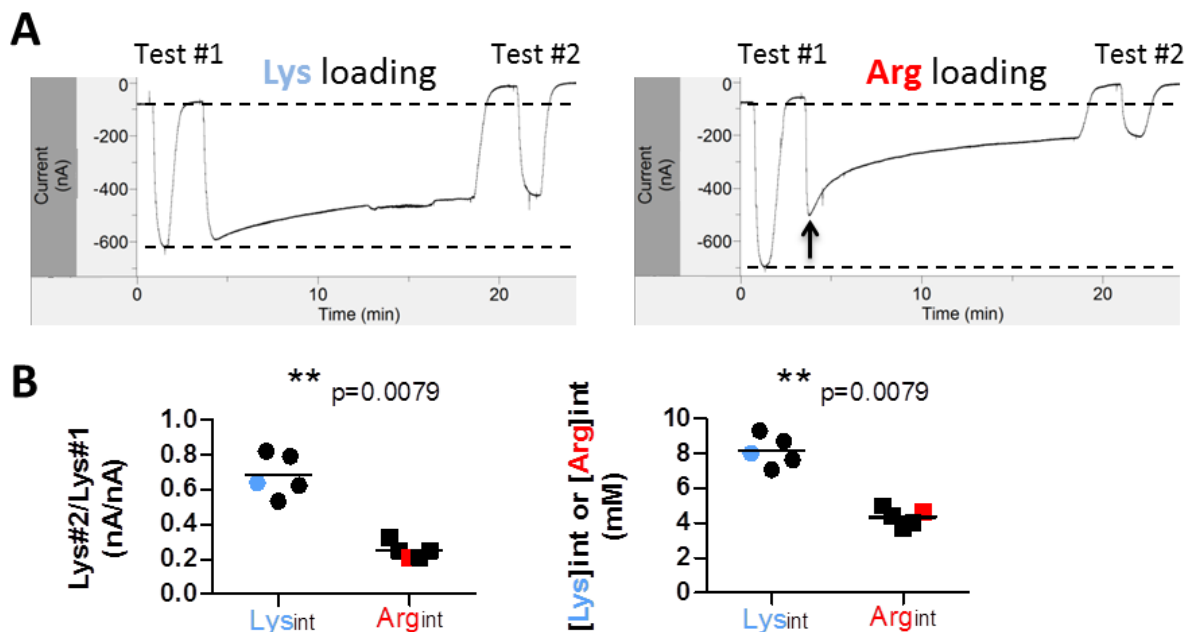 A
Test #1
Lys loading
Test #2
0
-200
-400
-600
Current
(nA)
0
10
20
Time (min)
Test #1
Arg loading
Test #2
0
-200
-400
-600
Current
(nA)
0
10
20
Time (min)
B
** p=0.0079
Lys#2/Lys#1
(nA/nA)
1.0
0.8
0.6
0.4
0.2
0.0
Lysint
Argint
** p=0.0079
[Lys]int or [Arg]int
(mM)
10
8
6
4
2
0
Lysint
Argint